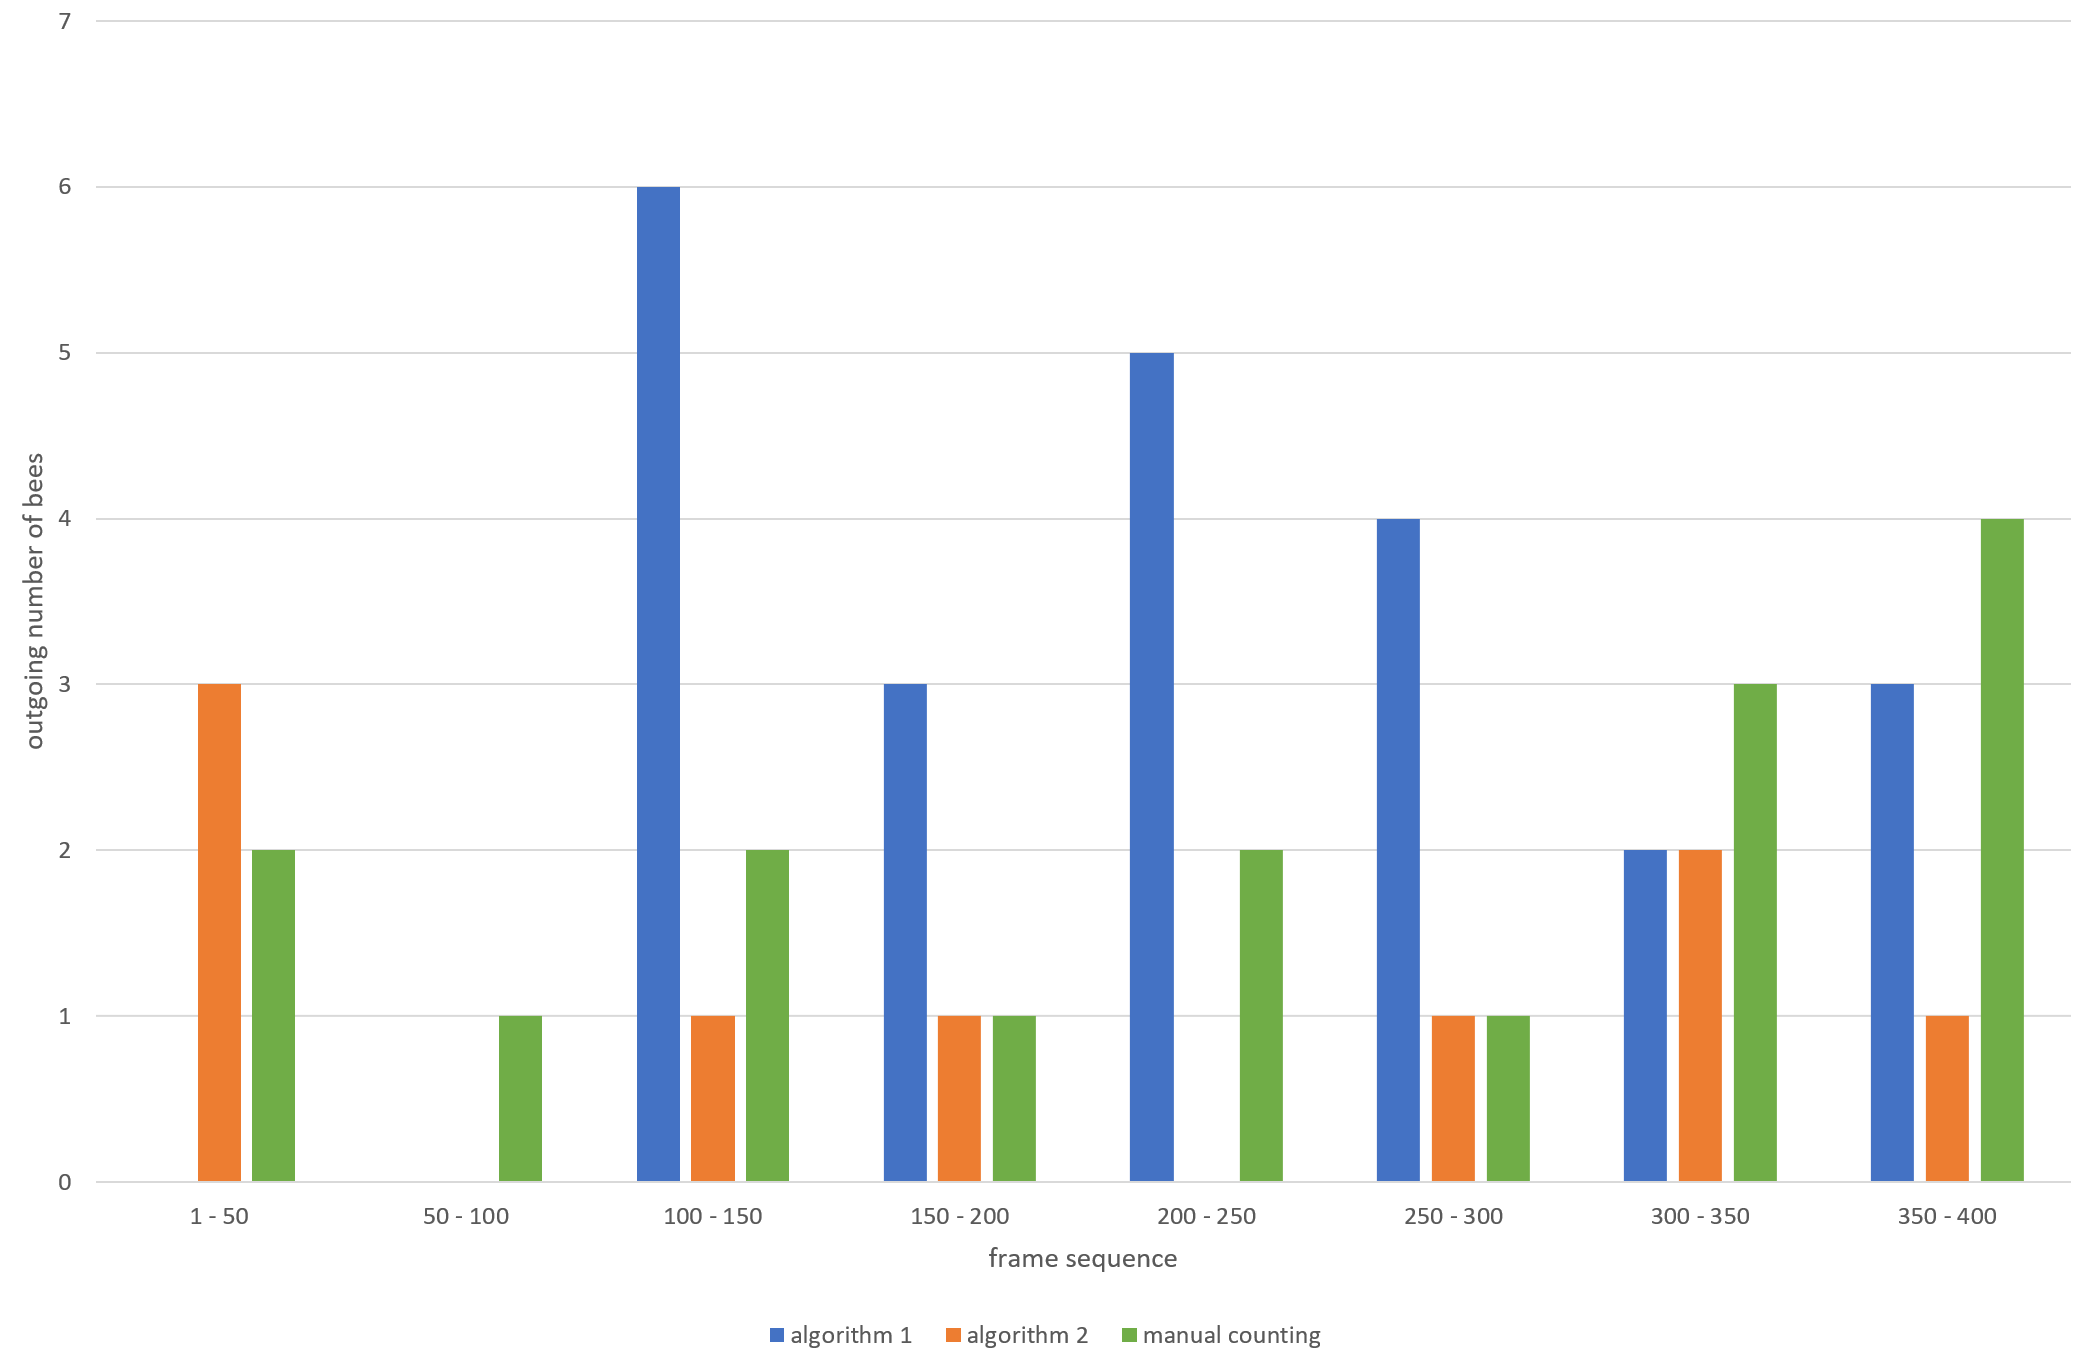 7
6
5
4
3
2
1
0
outgoing number of bees
1 - 50 50 - 100 100 - 150 150 - 200 200 - 250 250 - 300 300 - 350 350 - 400
frame sequence
algorithm 1 algorithm 2 manual counting